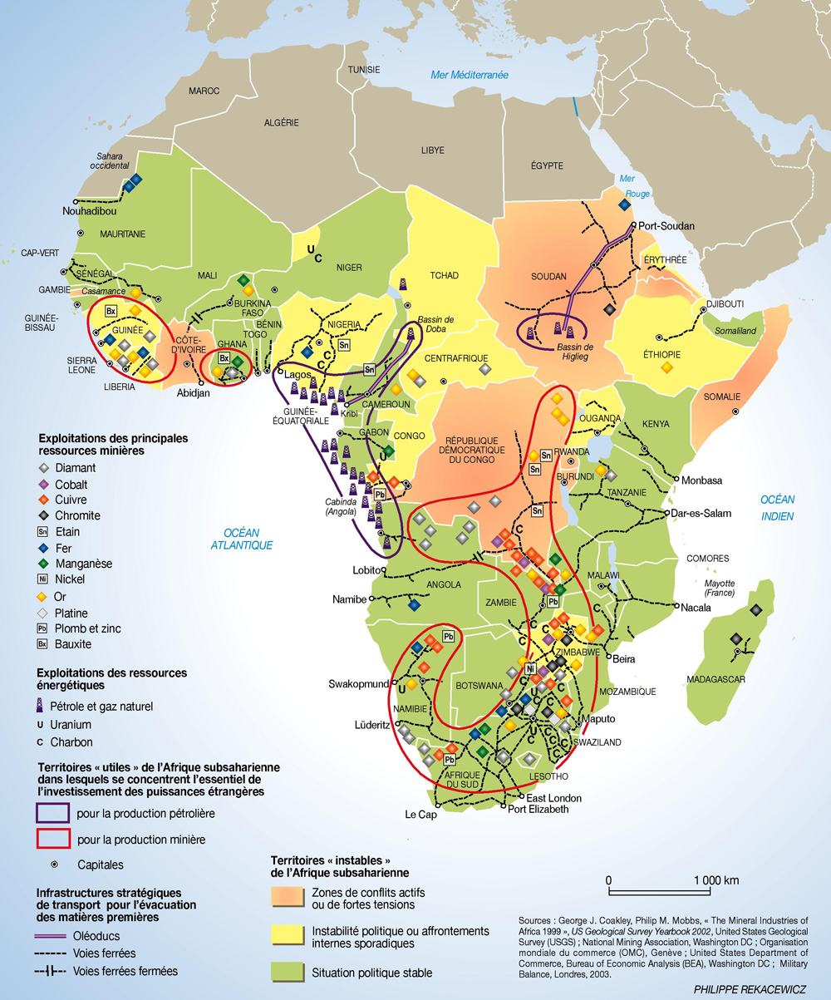 TUNISIE
Mer Méditerranée
MAROC
ALGÉRIE
LIBYE
ÉGYPTE
Sahara
occidental
Mer
Rouge
Nouhadibou
Port-Soudan
MAURITANIE
CAP-VERT
MALI
NIGER
U
C
TCHAD
SOUDAN
ÉRYTHRÉE
SÉNÉGAL
GAMBIE
Casamance
BURKINA
FASO
DJIBOUTI
GUINÉE-
BISSAU
Bx
GUINÉE
BÉNIN
TOGO
NIGERIA
Bassin de
Doba
Somaliland
CÔTE-
D'IVOIRE
GHANA
Bx
Sn
C
C
Bassin de
Higlieg
ÉTHIOPIE
SIERRA
LEONE
LIBERIA
Abidjan
Lagos
Sn
CENTRAFRIQUE
SOMALIE
GUINÉE-
ÉQUATORIALE
Kribi
CAMEROUN
OUGANDA
KENYA
GABON
CONGO
U
RÉPUBLIQUE
DÉMOCRATIQUE
DU CONGO
Sn
Sn
RWANDA
BURUNDI
Monbasa
TANZANIE
Pb
Cabinda
(Angola)
Sn
Dar-es-Salam
OCÉAN
INDIEN
OCÉAN
ATLANTIQUE
C
COMORES
Lobito
ANGOLA
MALAWI
Mayotte
(France)
Namibe
ZAMBIE
Pb
Nacala
C
C
C
C
C
Pb
ZIMBABWE
Beira
Ni
Swakopmund
U
BOTSWANA
C
C
U
C
MOZAMBIQUE
MADAGASCAR
NAMIBIE
Lüderitz
Maputo
U
C
C
C
C
SWAZILAND
Pb
AFRIQUE
DU SUD
LESOTHO
East London
Port Elizabeth
Le Cap
Exploitations des principales
ressources minières
Diamant
Cobalt
Cuivre
Chromite
Sn Etain
Fer
Manganèse
Ni Nickel
Or
Platine
Pb Plomb et zinc
Bx Bauxite
Exploitations des ressources
énergétiques
Pétrole et gaz naturel
U Uranium
C Charbon
Territoires « utiles » de l'Afrique subsaharienne
dans lesquels se concentrent l'essentiel de
l'investissement des puissances étrangères
pour la production pétrolière
pour la production minière
Capitales
Infrastructures stratégiques
de transport pour l'évacuation
des matières premières
Oléoducs
Voies ferrées
Voies ferrées fermées
Territoires « instables »
de l'Afrique subsaharienne
Zones de conflits actifs
ou de fortes tensions
Instabilité politique ou affrontements
internes sporadiques
Situation politique stable
0 1 000 km
Sources : George J. Coakley, Philip M. Mobbs, « The Mineral Industries of
Africa 1999 », US Geological Survey Yearbook 2002, United States Geological
Survey (USGS) ; National Mining Association, Washington DC ; Organisation
mondiale du commerce (OMC), Genève ; United States Department of
Commerce, Bureau of Economic Analysis (BEA), Washington DC ; Military
Balance, Londres, 2003.
PHILIPPE REKACEWICZ